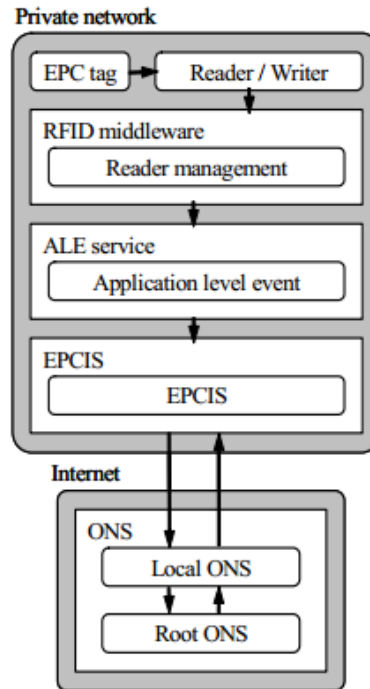 Private network
EPC tag
Reader / Writer
RFID middleware
Reader management
ALE service
Application level event
EPCIS
EPCIS
Internet
ONS
Local ONS
Root ONS